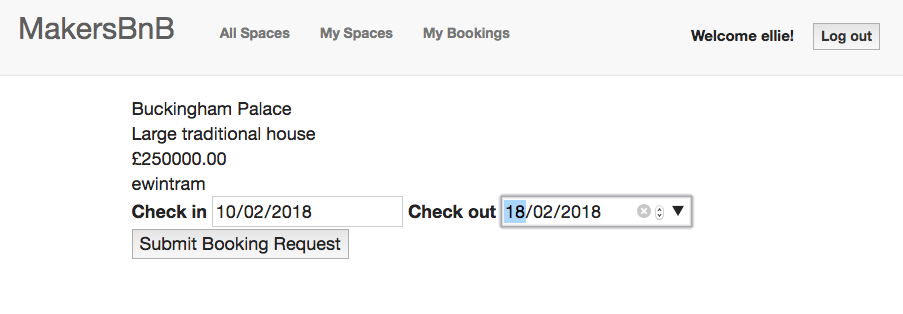 MakersBnB All Spaces My Spaces My Bookings Welcome ellie! Log out
Buckingham Palace
Large traditional house
£250000.00
ewintram
Check in 10/02/2018 Check out 18/02/2018
Submit Booking Request